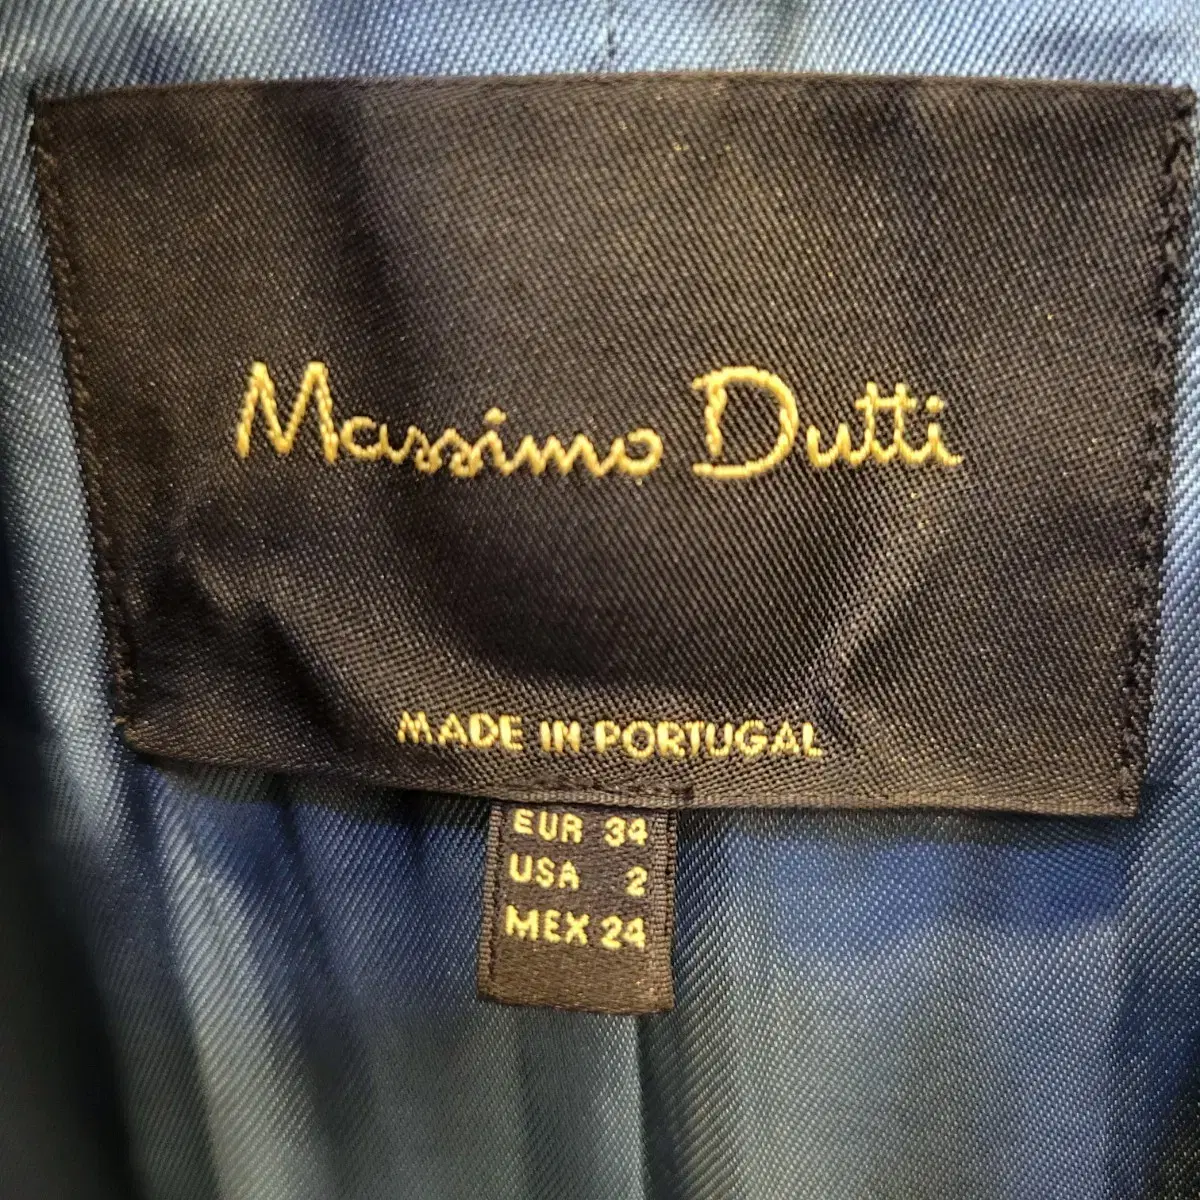 Massimo Dutti
MADE IN PORTUGAL
EUR 34
USA 2
MEX 24